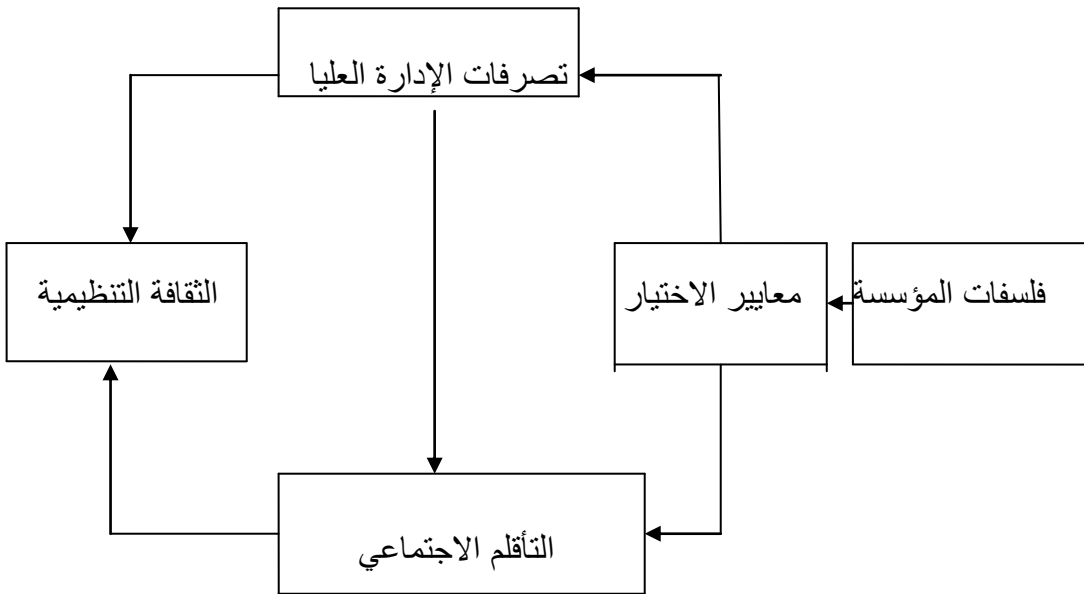 تصرفات الإدارة العليا
فلسفات المؤسسة
معايير الاختيار
الثقافة التنظيمية
التأقلم الاجتماعي